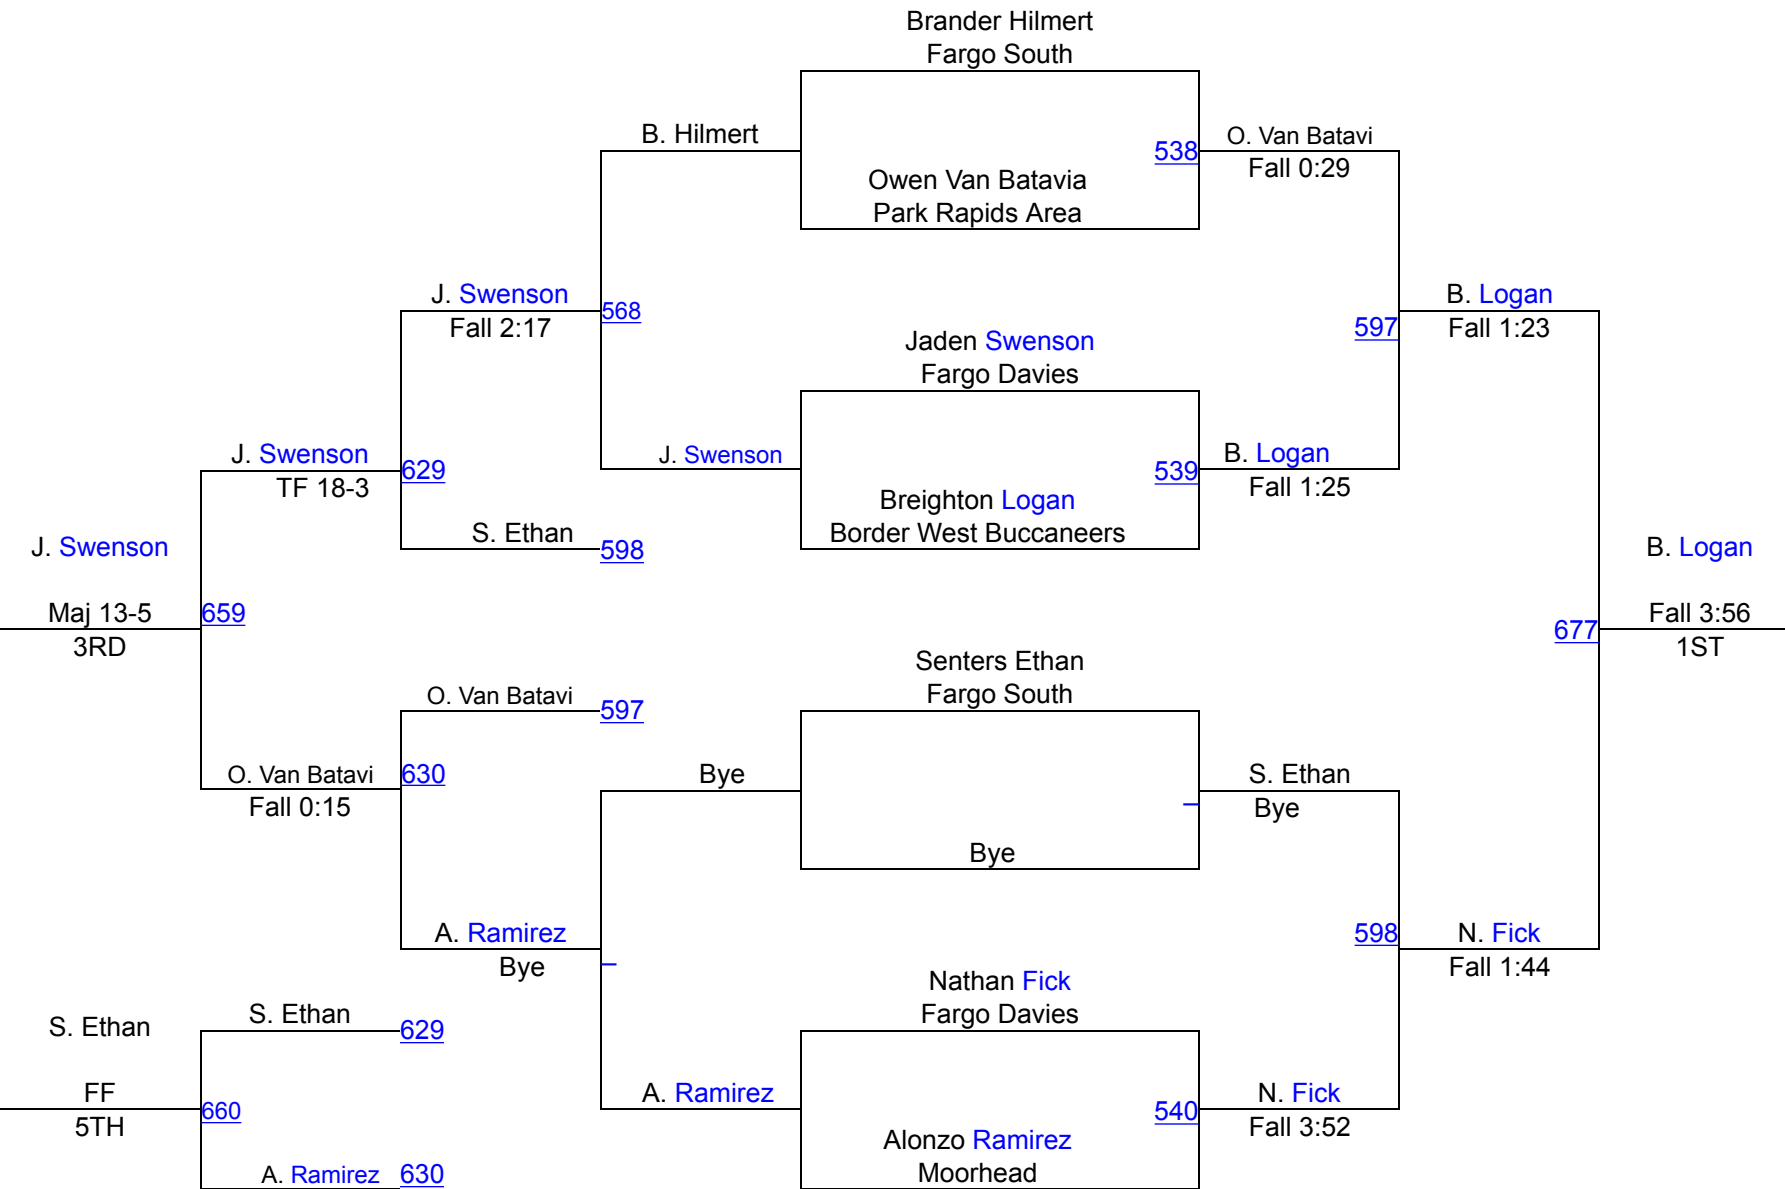 Brander Hilmert
Fargo South
B. Hilmert
538
O. Van Batavi
Fall 0:29
Owen Van Batavia
Park Rapids Area
J. Swenson
Fall 2:17
568
B. Logan
Fall 1:23
597
Jaden Swenson
Fargo Davies
J. Swenson
TF 18-3
629
J. Swenson
539
B. Logan
Fall 1:25
Breighton Logan
Border West Buccaneers
S. Ethan
598
J. Swenson
Maj 13-5
3RD
659
B. Logan
Fall 3:56
1ST
677
Senters Ethan
Fargo South
O. Van Batavi
597
O. Van Batavi
Fall 0:15
630
Bye
S. Ethan
Bye
Bye
A. Ramirez
Bye
598
N. Fick
Fall 1:44
Nathan Fick
Fargo Davies
S. Ethan
FF
5TH
S. Ethan
629
660
A. Ramirez
540
N. Fick
Fall 3:52
Alonzo Ramirez
Moorhead
A. Ramirez
630